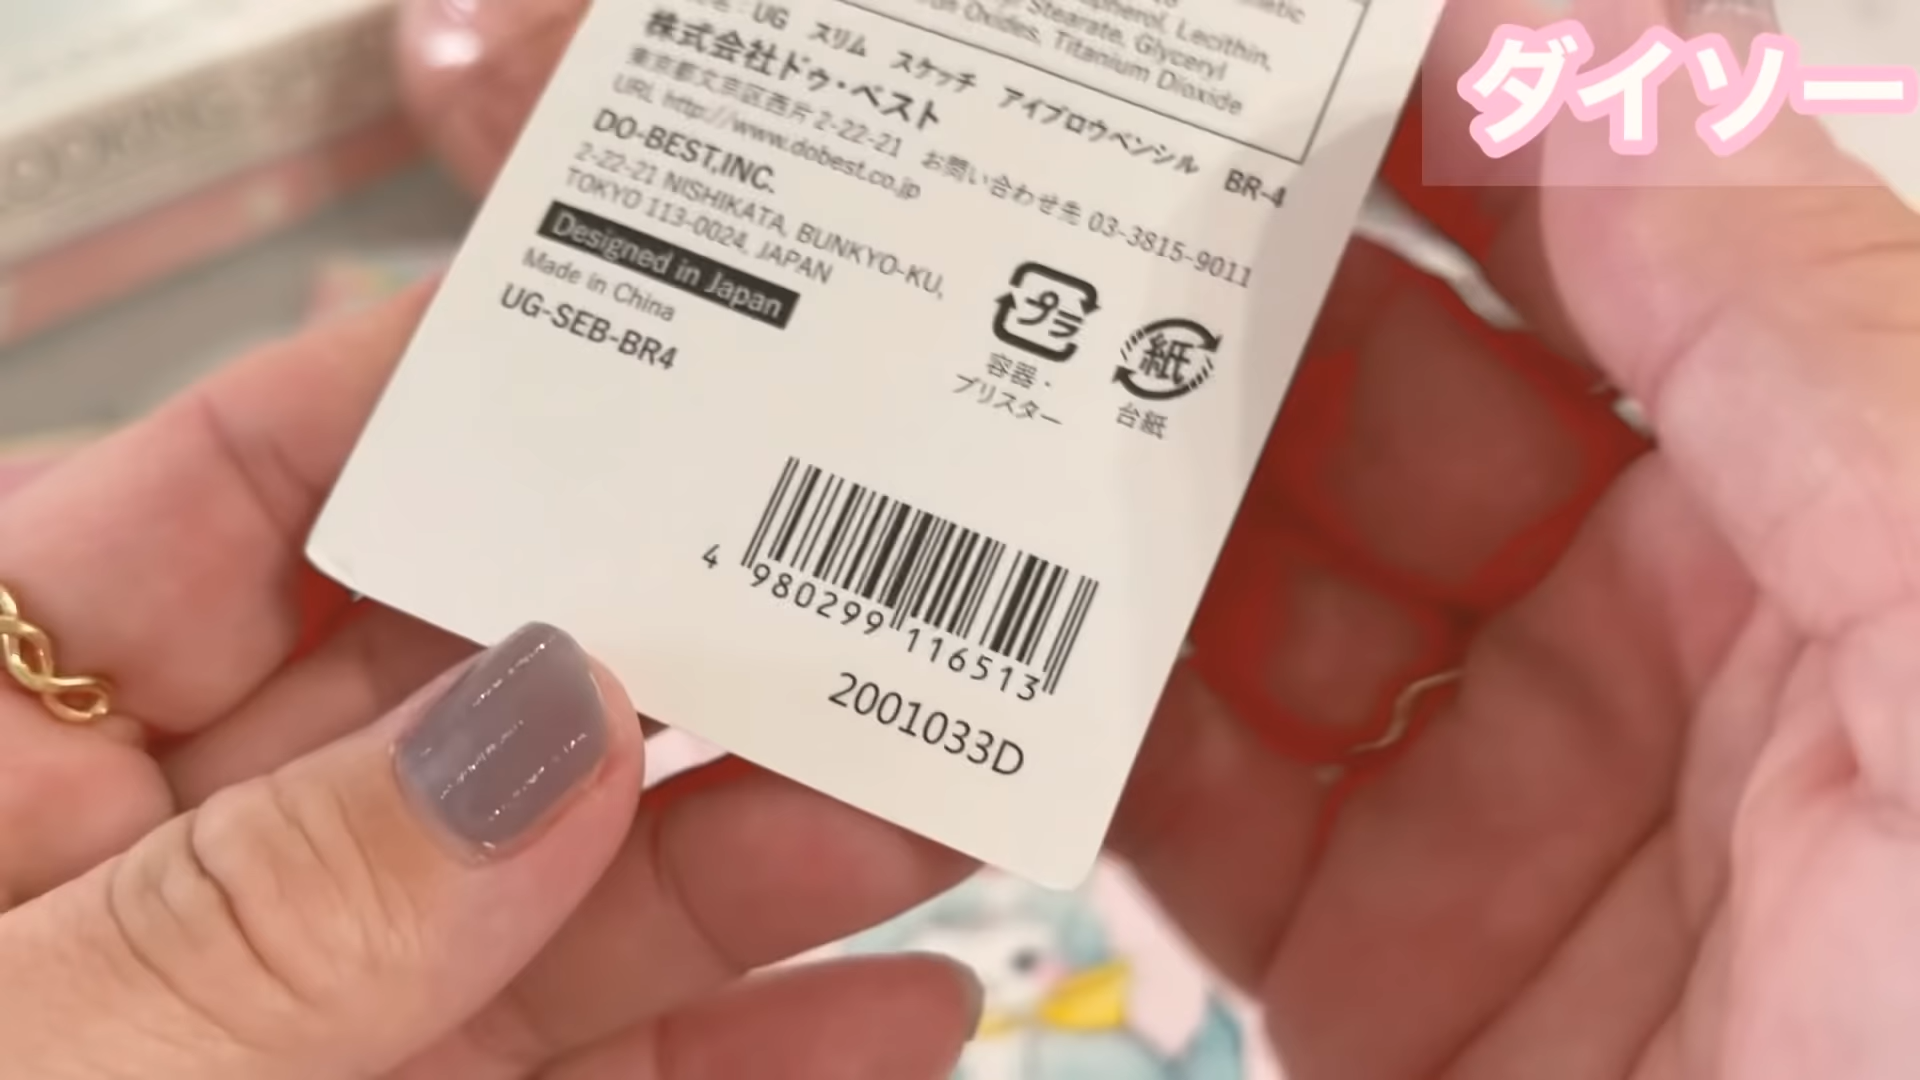 ダイソー
Lecithin,
Stearate, Glyceryl
Oxides, Titanium Dioxide
UG スリム スケッチ アイブロウペンシル BR-4
株式会社ドゥ・ベスト
東京都文京区西片 2-22-21 お問い合わせ先 03-3815-9011
URL http://www.dobest.co.jp
DO-BEST,INC.
2-22-21 NISHIKATA, BUNKYO-KU,
TOKYO 113-0024, JAPAN
Designed in Japan
Made in China
UG-SEB-BR4
プラ
容器・
ブリスター
紙
台紙
4 980299 116513
2001033D